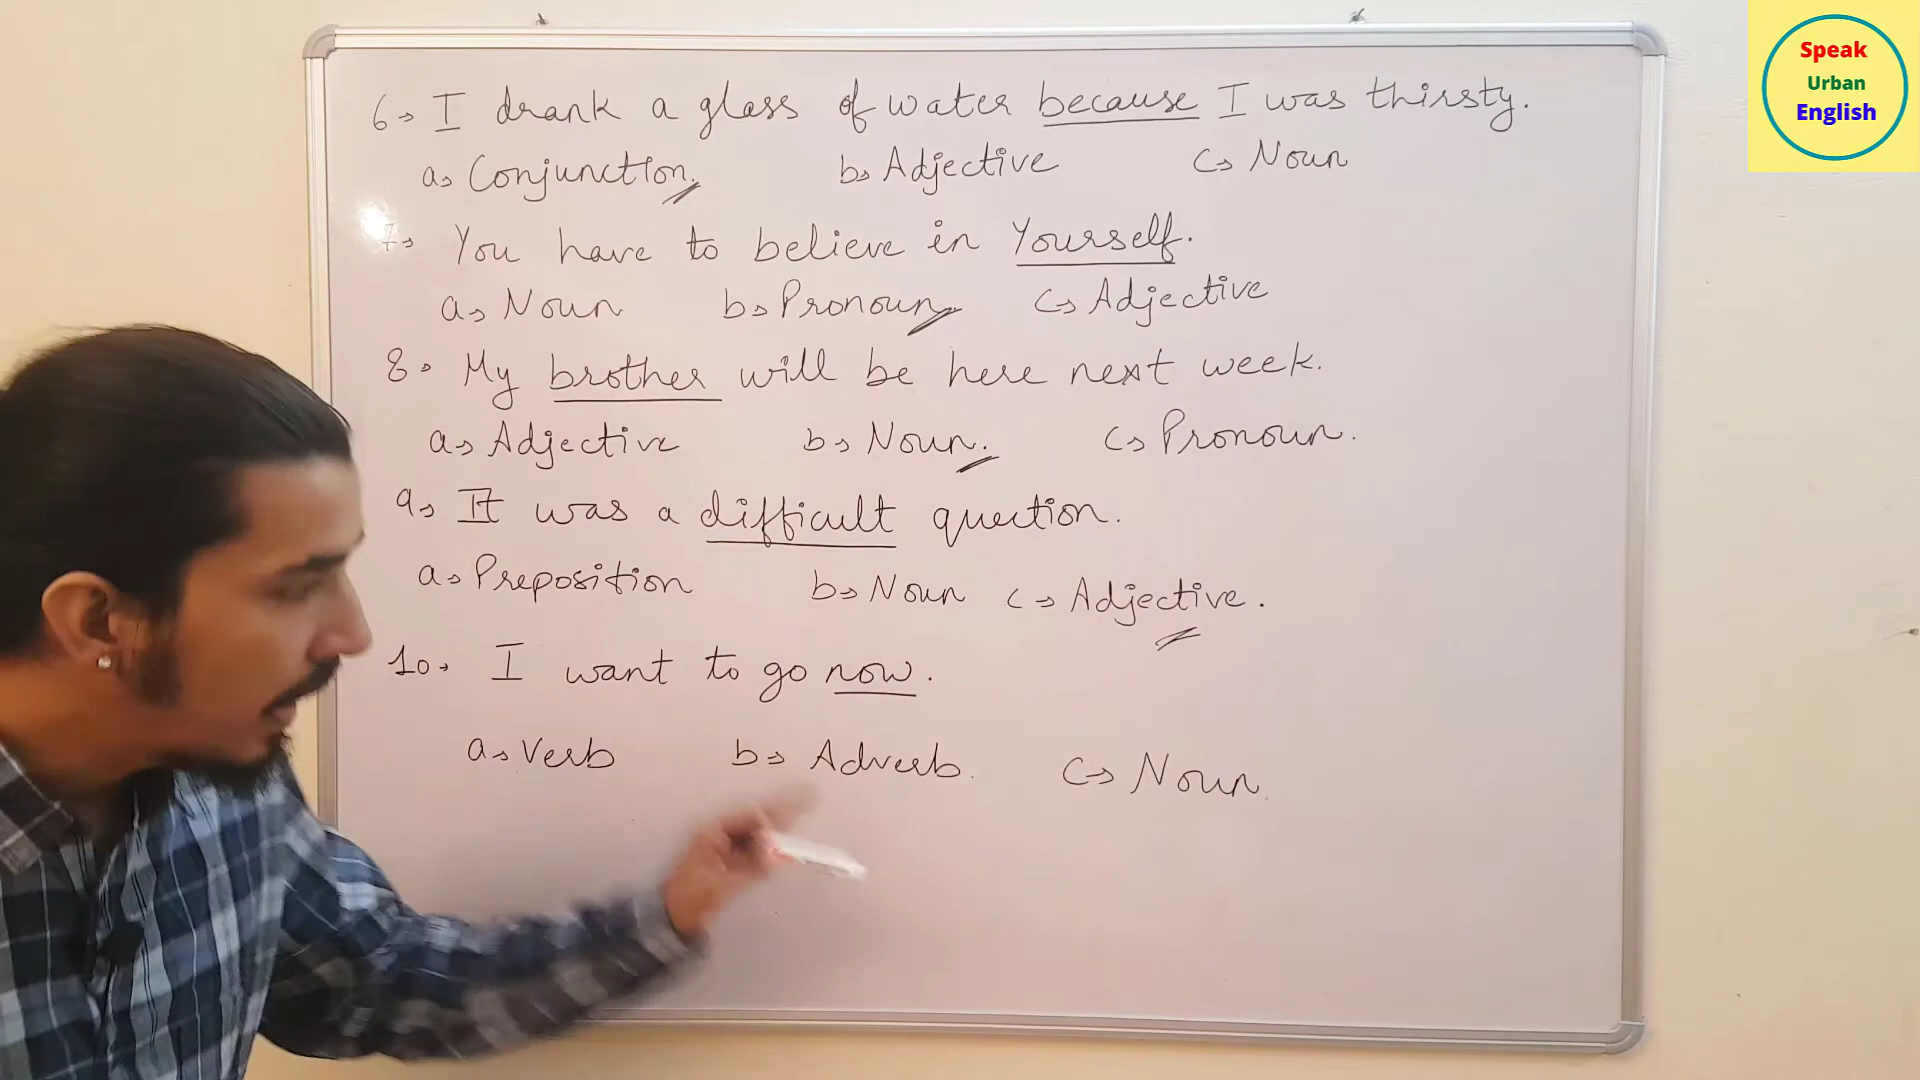 Speak
Urban
English
6→ I drank a glass of water because I was thirsty.
a→ Conjunction. b→ Adjective c→ Noun
7→ You have to believe in Yourself.
a→ Noun b→ Pronoun c→ Adjective
8→ My brother will be here next week.
a→ Adjective b→ Noun. c→ Pronoun.
9→ It was a difficult question.
a→ Preposition b→ Noun c→ Adjective.
10→ I want to go now.
a→ Verb b→ Adverb. c→ Noun.